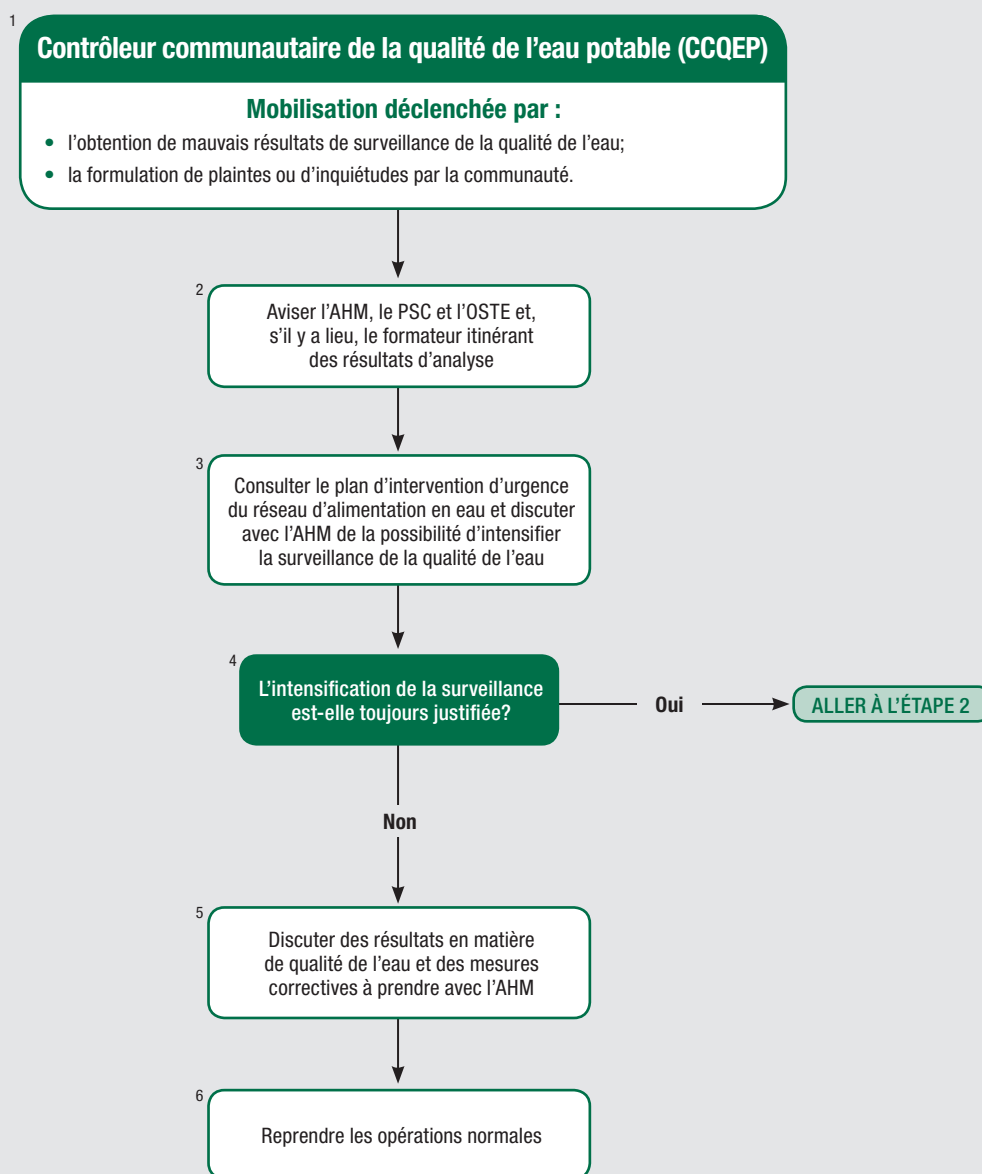 1
Contrôleur communautaire de la qualité de l’eau potable (CCQEP)
Mobilisation déclenchée par :
• l’obtention de mauvais résultats de surveillance de la qualité de l’eau;
• la formulation de plaintes ou d’inquiétudes par la communauté.
2
Aviser l’AHM, le PSC et l’OSTE et,
s’il y a lieu, le formateur itinérant
des résultats d’analyse
3
Consulter le plan d’intervention d’urgence
du réseau d’alimentation en eau et discuter
avec l’AHM de la possibilité d’intensifier
la surveillance de la qualité de l’eau
4
L’intensification de la surveillance
est-elle toujours justifiée?
Oui
ALLER À L’ÉTAPE 2
Non
5
Discuter des résultats en matière
de qualité de l’eau et des mesures
correctives à prendre avec l’AHM
6
Reprendre les opérations normales